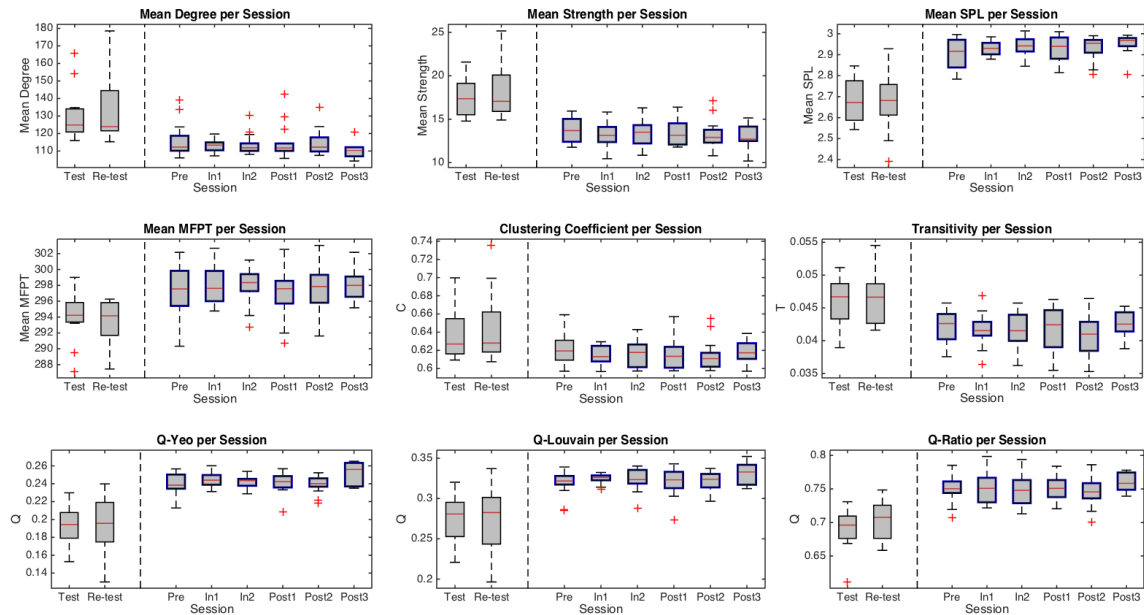 Mean Degree per Session
Mean Degree
180
170
160
150
140
130
120
110
Test Re-test Pre In1 In2 Post1 Post2 Post3
Session
Mean Strength per Session
Mean Strength
25
20
15
10
Test Re-test Pre In1 In2 Post1 Post2 Post3
Session
Mean SPL per Session
Mean SPL
3
2.9
2.8
2.7
2.6
2.5
2.4
Test Re-test Pre In1 In2 Post1 Post2 Post3
Session
Mean MFPT per Session
Mean MFPT
302
300
298
296
294
292
290
288
Test Re-test Pre In1 In2 Post1 Post2 Post3
Session
Clustering Coefficient per Session
C
0.74
0.72
0.7
0.68
0.66
0.64
0.62
0.6
Test Re-test Pre In1 In2 Post1 Post2 Post3
Session
Transitivity per Session
T
0.055
0.05
0.045
0.04
0.035
Test Re-test Pre In1 In2 Post1 Post2 Post3
Session
Q-Yeo per Session
Q
0.26
0.24
0.22
0.2
0.18
0.16
0.14
Test Re-test Pre In1 In2 Post1 Post2 Post3
Session
Q-Louvain per Session
Q
0.35
0.3
0.25
0.2
Test Re-test Pre In1 In2 Post1 Post2 Post3
Session
Q-Ratio per Session
Q
0.8
0.75
0.7
0.65
Test Re-test Pre In1 In2 Post1 Post2 Post3
Session